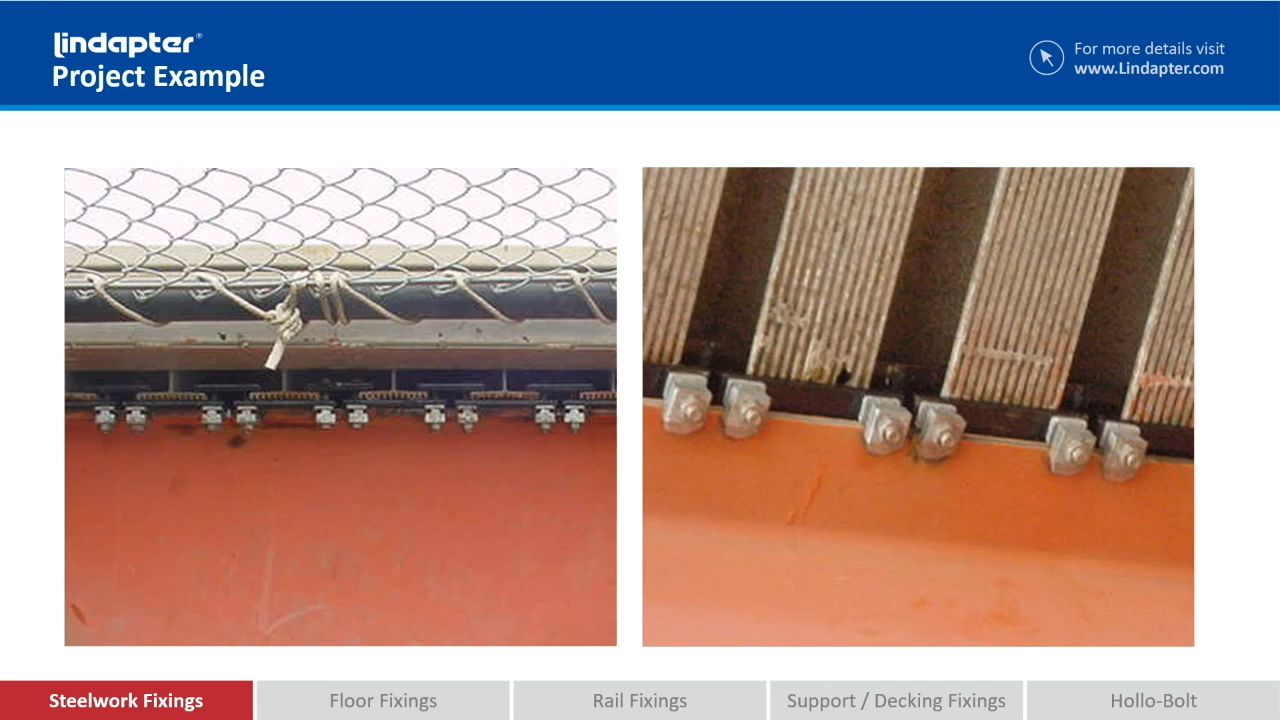 lindapter®
Project Example
For more details visit
www.Lindapter.com
Steelwork Fixings
Floor Fixings
Rail Fixings
Support / Decking Fixings
Hollo-Bolt